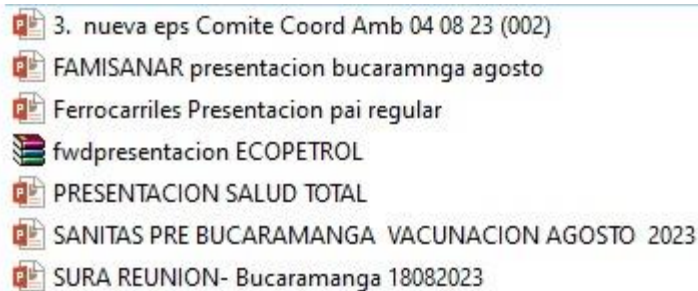 3. nueva eps Comite Coord Amb 04 08 23 (002)
FAMISANAR presentacion bucaramnga agosto
Ferrocarriles Presentacion pai regular
fwdpresentacion ECOPETROL
PRESENTACION SALUD TOTAL
SANITAS PRE BUCARAMANGA VACUNACION AGOSTO 2023
SURA REUNION- Bucaramanga 18082023